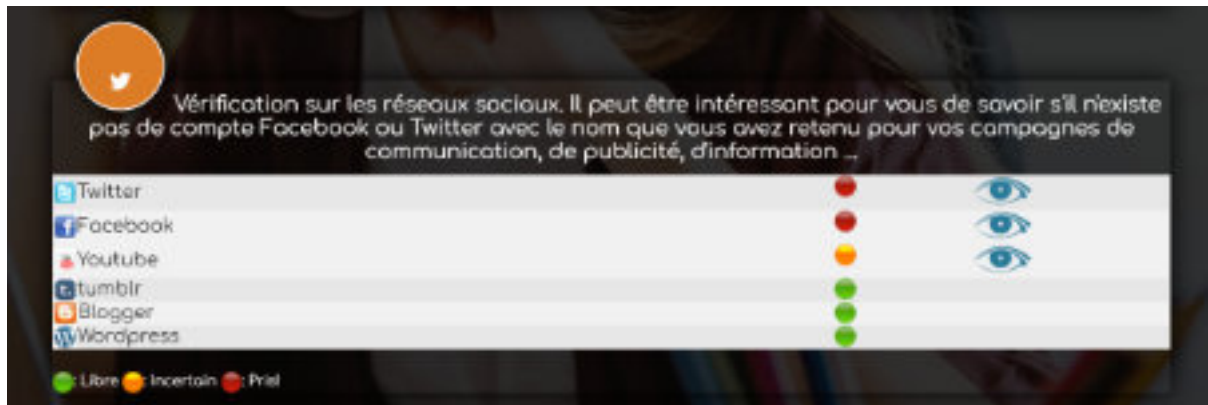 Vérification sur les réseaux sociaux. Il peut être intéressant pour vous de savoir s'il n'existe
pas de compte Facebook ou Twitter avec le nom que vous avez retenu pour vos campagnes de
communication, de publicité, d'information ...
Twitter
Facebook
Youtube
tumblr
Blogger
Wordpress
: Libre : Incertain : Pris!